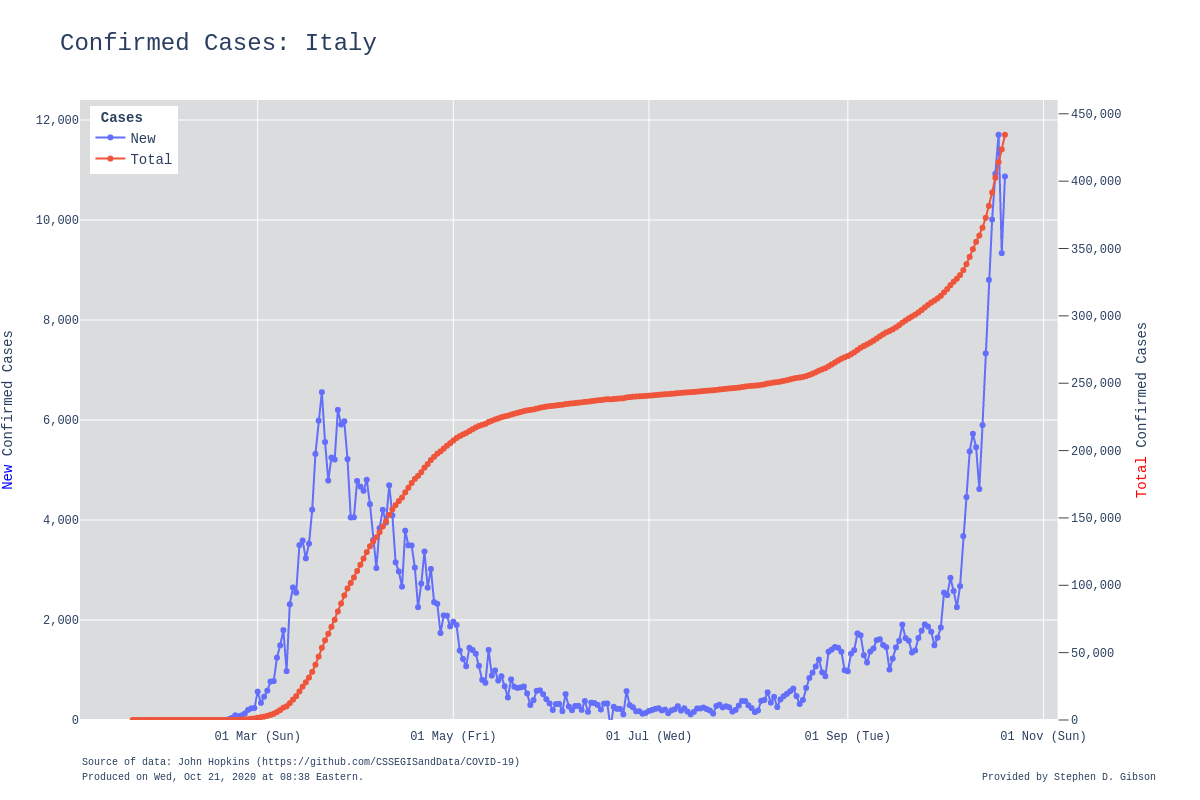 Confirmed Cases: Italy
Cases
New
Total
12,000
10,000
8,000
6,000
4,000
2,000
0
New Confirmed Cases
450,000
400,000
350,000
300,000
250,000
200,000
150,000
100,000
50,000
0
Total Confirmed Cases
01 Mar (Sun)
01 May (Fri)
01 Jul (Wed)
01 Sep (Tue)
01 Nov (Sun)
Source of data: John Hopkins (https://github.com/CSSEGISandData/COVID-19)
Produced on Wed, Oct 21, 2020 at 08:38 Eastern.
Provided by Stephen D. Gibson